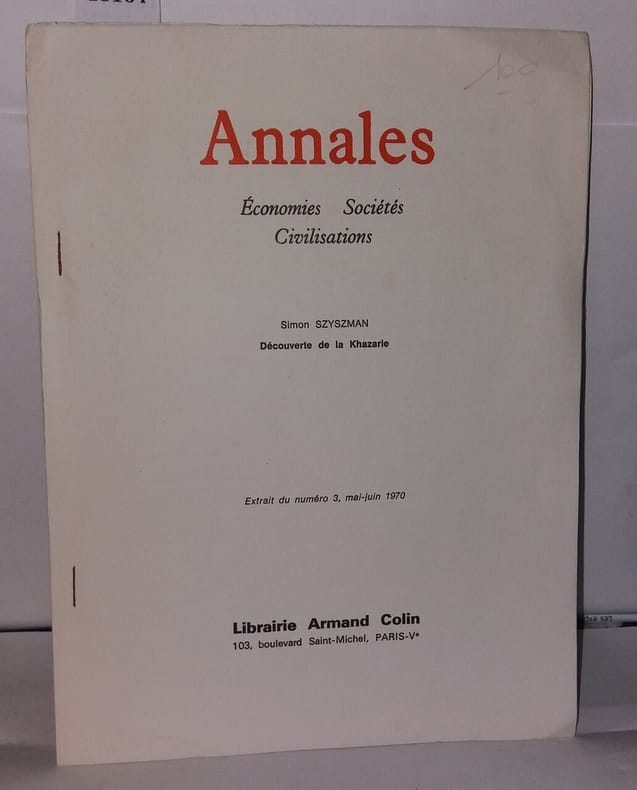 Annales
Économies Sociétés
Civilisations
Simon SZYSZMAN
Découverte de la Khazarie
Extrait du numéro 3, mai-juin 1970
Librairie Armand Colin
103, boulevard Saint-Michel, PARIS-Vᵉ